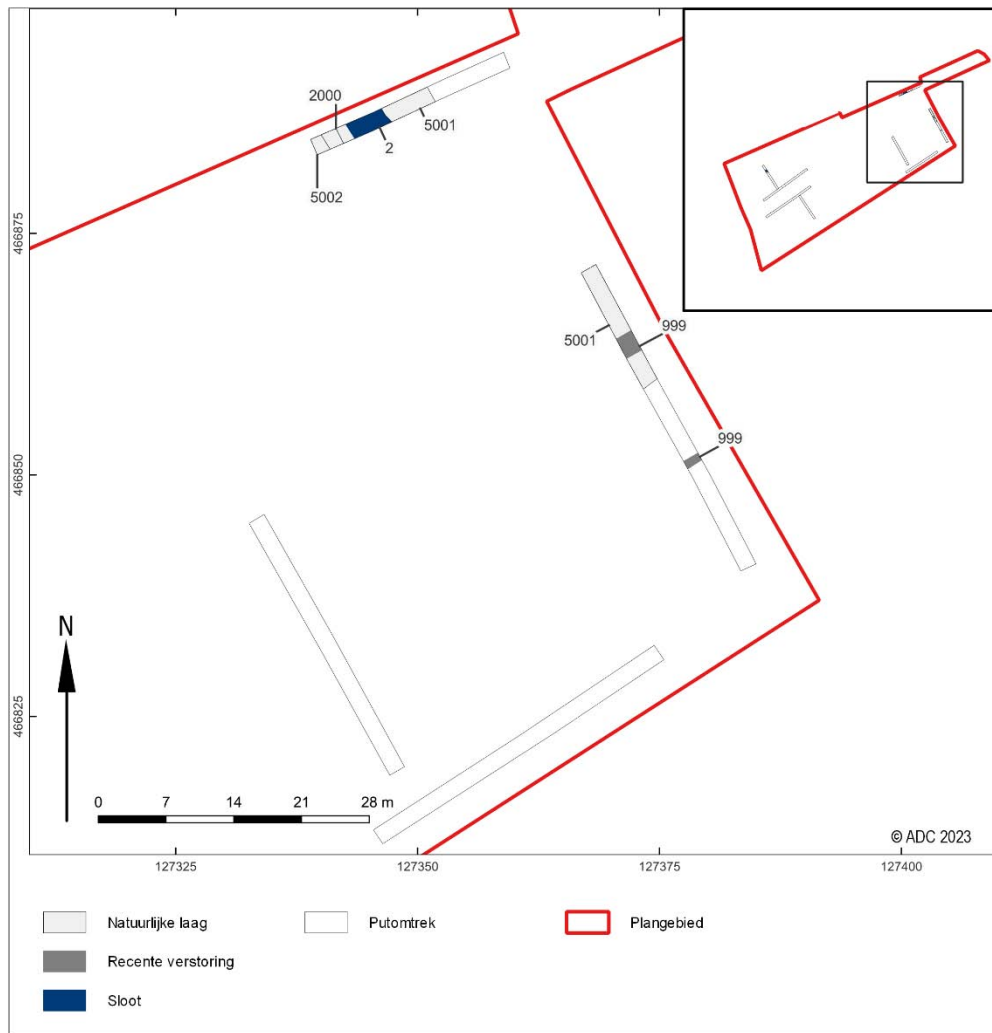 2000
5001
2
5002
466875
999
5001
999
466850
N
466825
0 7 14 21 28 m
© ADC 2023
127325 127350 127375 127400
Natuurlijke laag Putomtrek Plangebied
Recente verstoring
Sloot